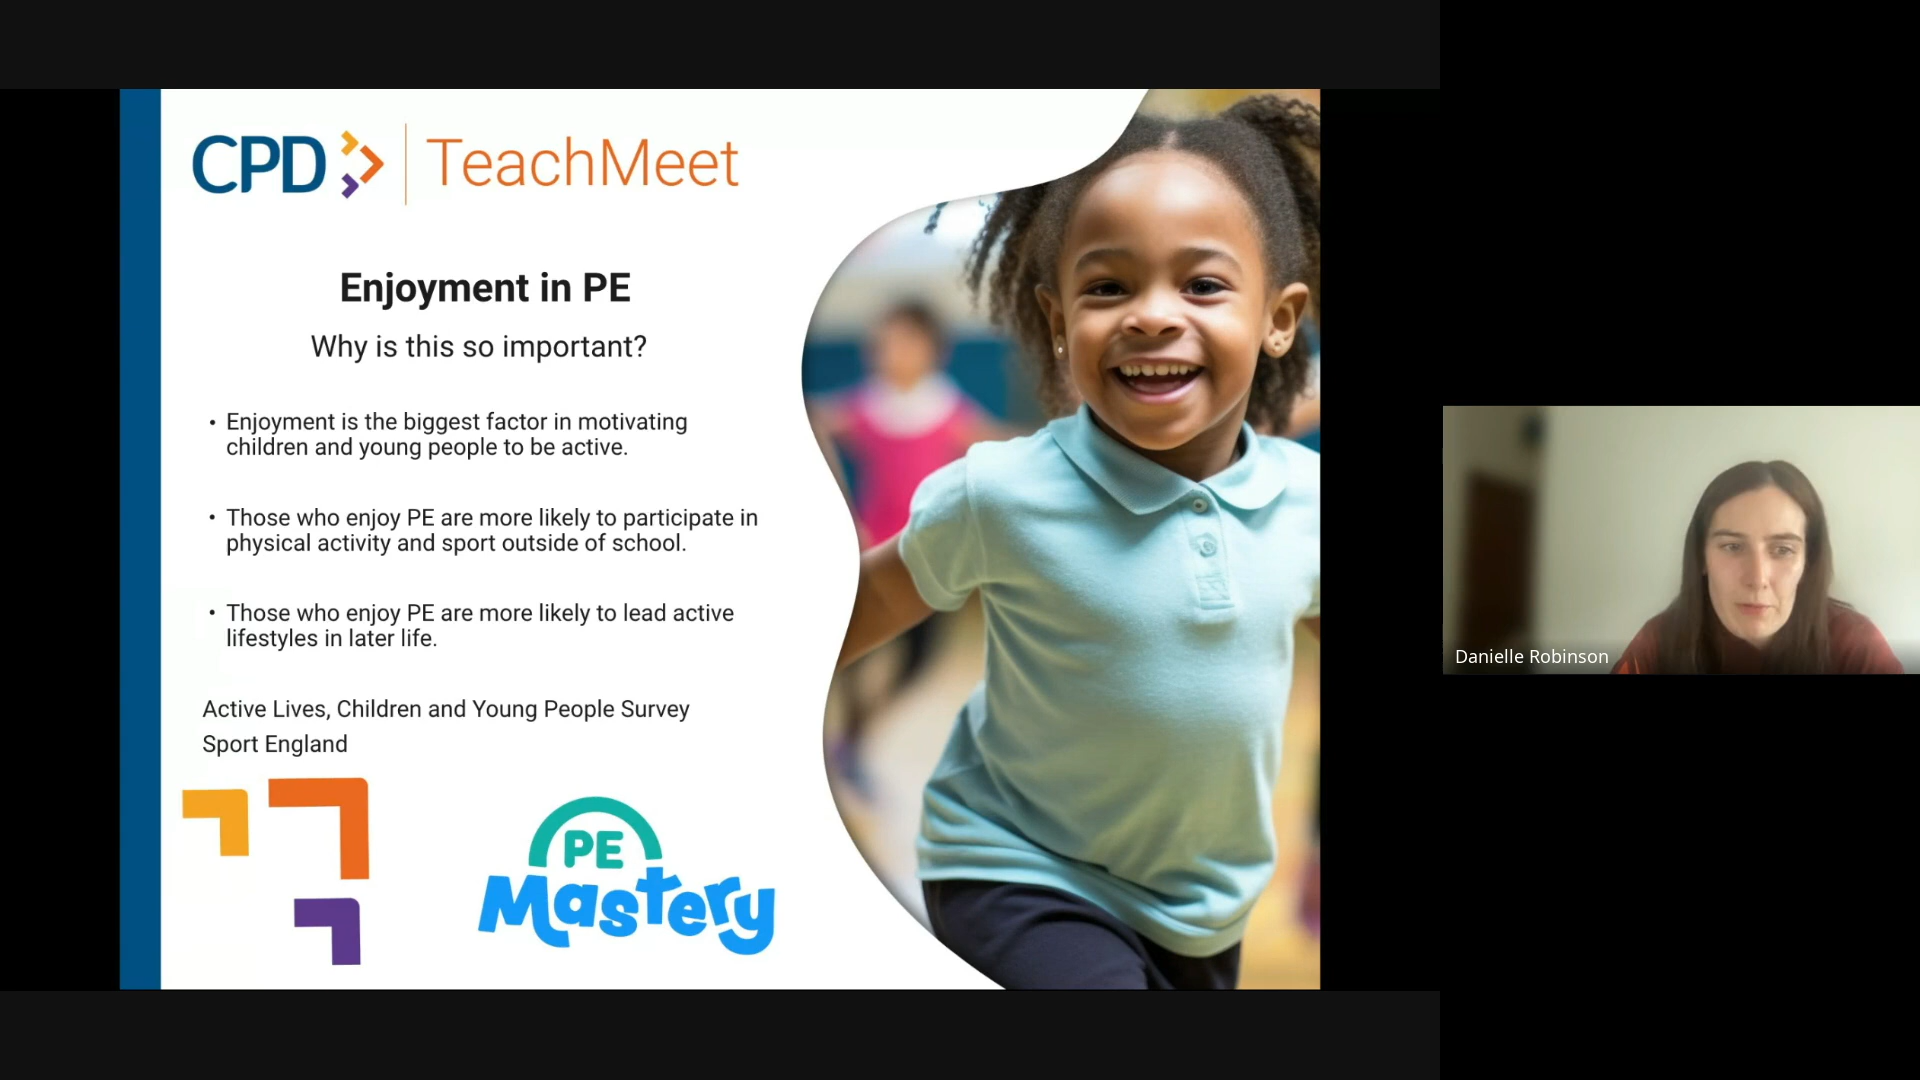 CPD
TeachMeet
Enjoyment in PE
Why is this so important?
• Enjoyment is the biggest factor in motivating
children and young people to be active.
• Those who enjoy PE are more likely to participate in
physical activity and sport outside of school.
• Those who enjoy PE are more likely to lead active
lifestyles in later life.
Active Lives, Children and Young People Survey
Sport England
PE
Mastery
Danielle Robinson